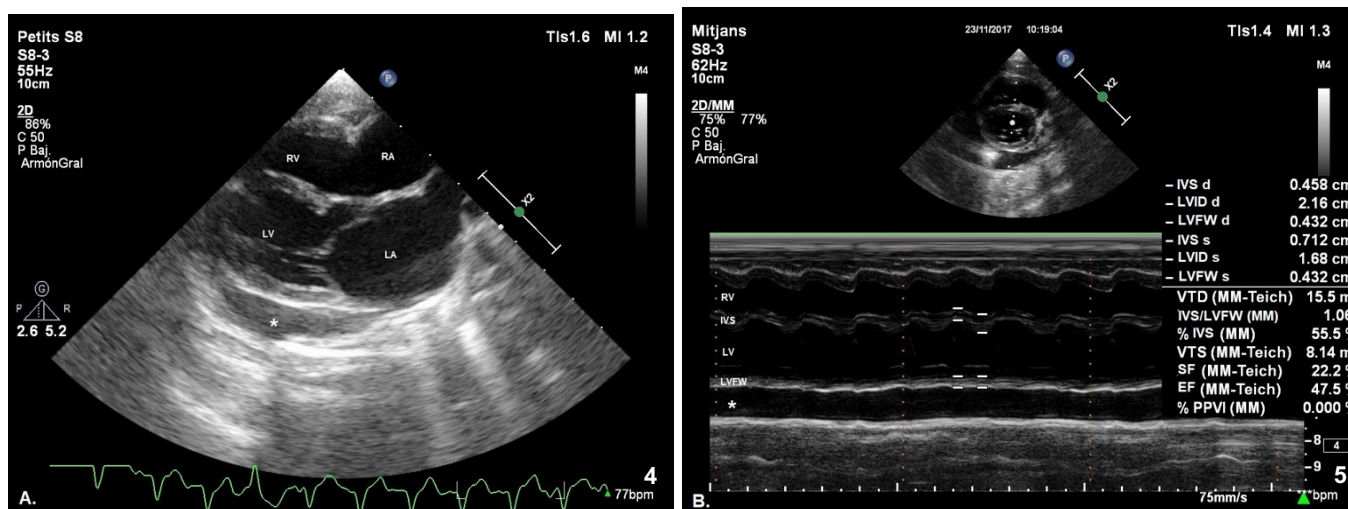 Petits S8
TIs1.6 MI 1.2
S8-3
55Hz
10cm
M4
P
2D
86%
C 50
P Baj.
ArmónGral
X2
RV
RA
LV
LA
*
G
P R
2.6 5.2
4
77bpm
A.
Mitjans
23/11/2017 10:19:04
TIs1.4 MI 1.3
S8-3
62Hz
10cm
M4
P
2D/MM
75% 77%
C 50
P Baj.
ArmónGral
X2
IVS d 0.458 cm
LVID d 2.16 cm
LVFW d 0.432 cm
IVS s 0.712 cm
LVID s 1.68 cm
LVFW s 0.432 cm
VTD (MM-Teich) 15.5 m
IVS/LVFW (MM) 1.06
% IVS (MM) 55.5
VTS (MM-Teich) 8.14 m
SF (MM-Teich) 22.2
EF (MM-Teich) 47.5
% PPVI (MM) 0.000
RV
IVS
LV
LVFW
*
8
4
9
5
75mm/s
***bpm
B.